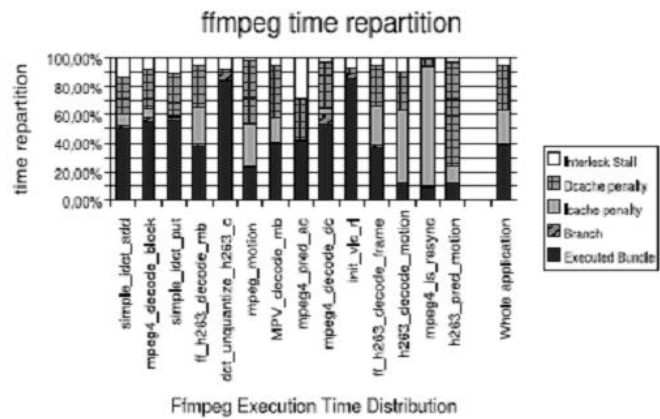 ffmpeg time repartition
100,00%
80,00%
60,00%
40,00%
20,00%
0,00%
time repartition
simple_idct_add
mpeg4_decode_block
simple_idct_put
ff_h263_decode_mb
dct_unquantize_h263_c
mpeg_motion
MPV_decode_mb
mpeg4_pred_ac
mpeg4_decode_dc
init_vlc_rl
ff_h263_decode_frame
h263_decode_motion
mpeg4_is_resync
h263_pred_motion
Whole application
Interlock Stall
Dcache penalty
Icache penalty
Branch
Executed Bundle
Ffmpeg Execution Time Distribution